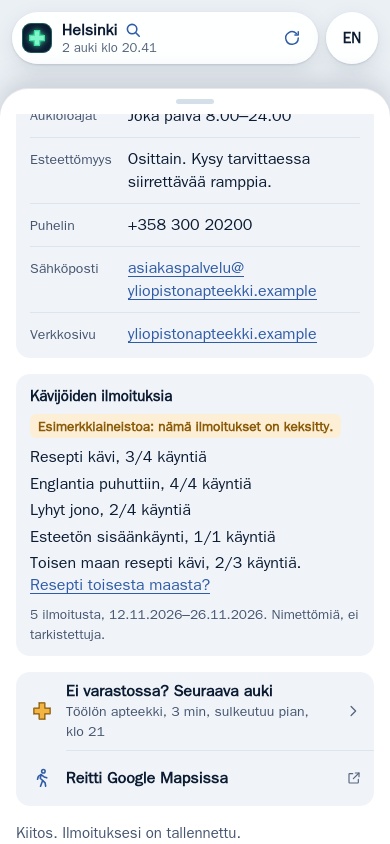 Helsinki
2 auki klo 20.41
EN
Aukioloajat
Joka päivä 8.00–24.00
Esteettömyys
Osittain. Kysy tarvittaessa
siirrettävää ramppia.
Puhelin
+358 300 20200
Sähköposti
asiakaspalvelu@
yliopistonapteekki.example
Verkkosivu
yliopistonapteekki.example
Kävijöiden ilmoituksia
Esimerkkiaineistoa: nämä ilmoitukset on keksitty.
Resepti kävi, 3/4 käyntiä
Englantia puhuttiin, 4/4 käyntiä
Lyhyt jono, 2/4 käyntiä
Esteetön sisäänkäynti, 1/1 käyntiä
Toisen maan resepti kävi, 2/3 käyntiä.
Resepti toisesta maasta?
5 ilmoitusta, 12.11.2026–26.11.2026. Nimettömiä, ei
tarkistettuja.
Ei varastossa? Seuraava auki
Töölön apteekki, 3 min, sulkeutuu pian,
klo 21
Reitti Google Mapsissa
Kiitos. Ilmoituksesi on tallennettu.